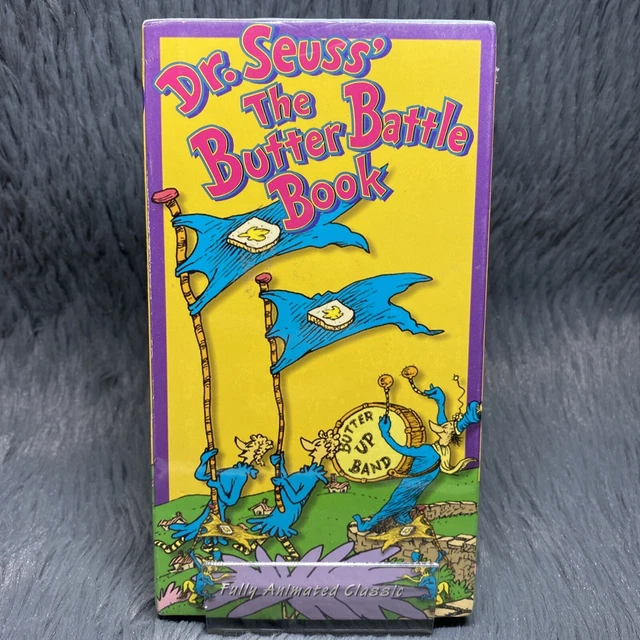 Dr. Seuss'
The
Butter Battle
Book
BUTTER
UP
BAND
Fully Animated Classic